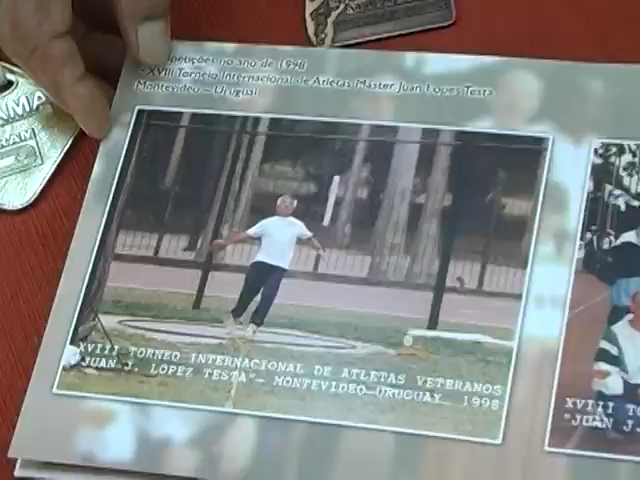 petições no ano de 1998
- XVIII Torneio Internacional de Atletas Master Juan Lopes Testa
Montevideo - Uruguai
XVIII TORNEO INTERNACIONAL DE ATLETAS VETERANOS
"JUAN J. LOPEZ TESTA"- MONTEVIDEO-URUGUAY 1998
XVIII TO
"JUAN J.
AMA